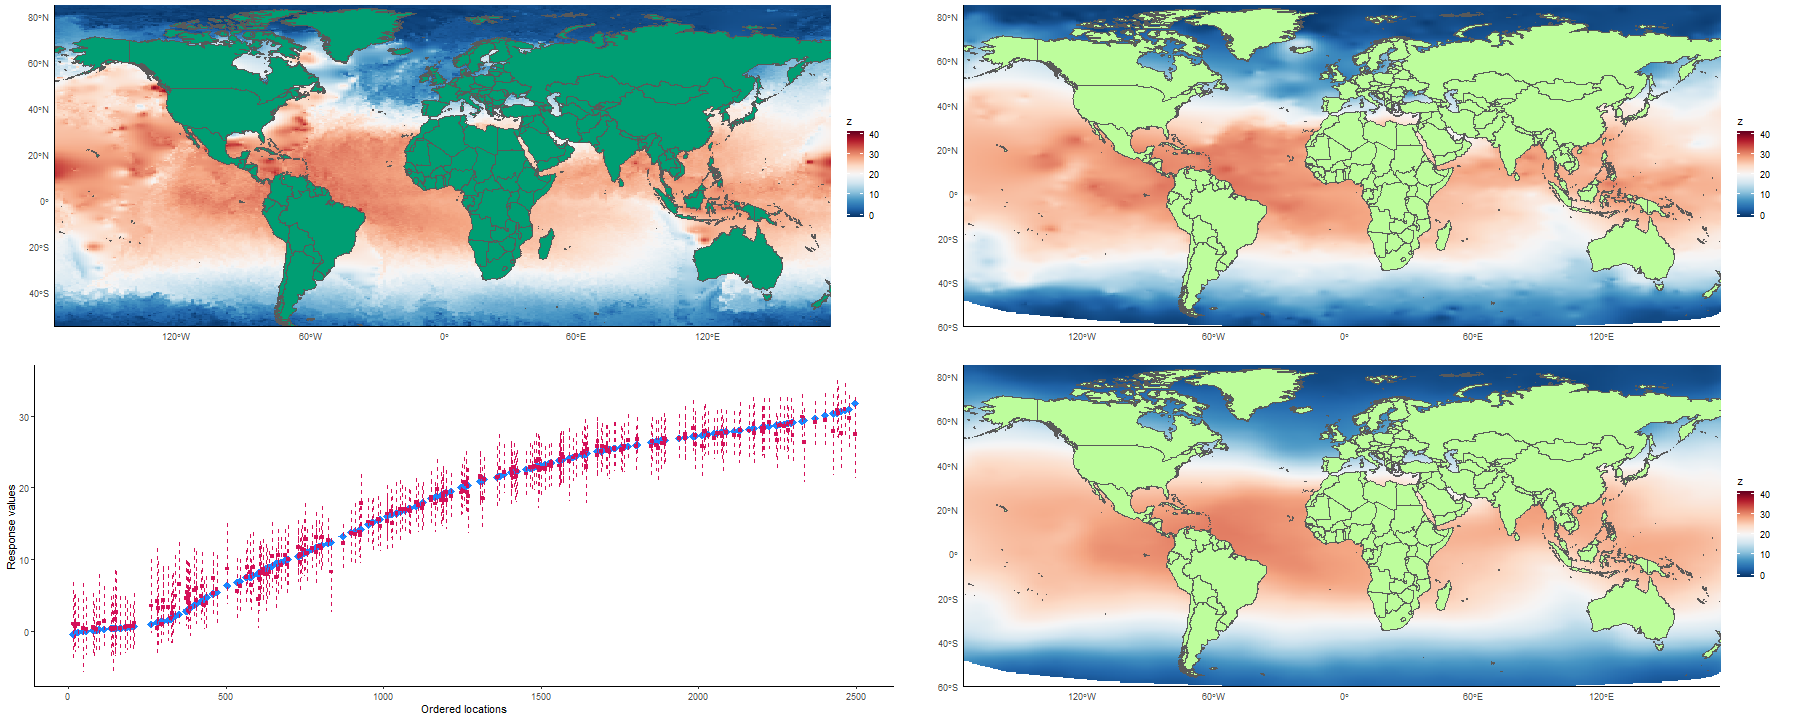 80°N
60°N
40°N
20°N
0°
20°S
40°S
120°W
60°W
0°
60°E
120°E
z
40
30
20
10
0
80°N
60°N
40°N
20°N
0°
20°S
40°S
60°S
120°W
60°W
0°
60°E
120°E
z
40
30
20
10
0
Response values
30
20
10
0
0
500
1000
1500
2000
2500
Ordered locations
80°N
60°N
40°N
20°N
0°
20°S
40°S
60°S
120°W
60°W
0°
60°E
120°E
z
40
30
20
10
0